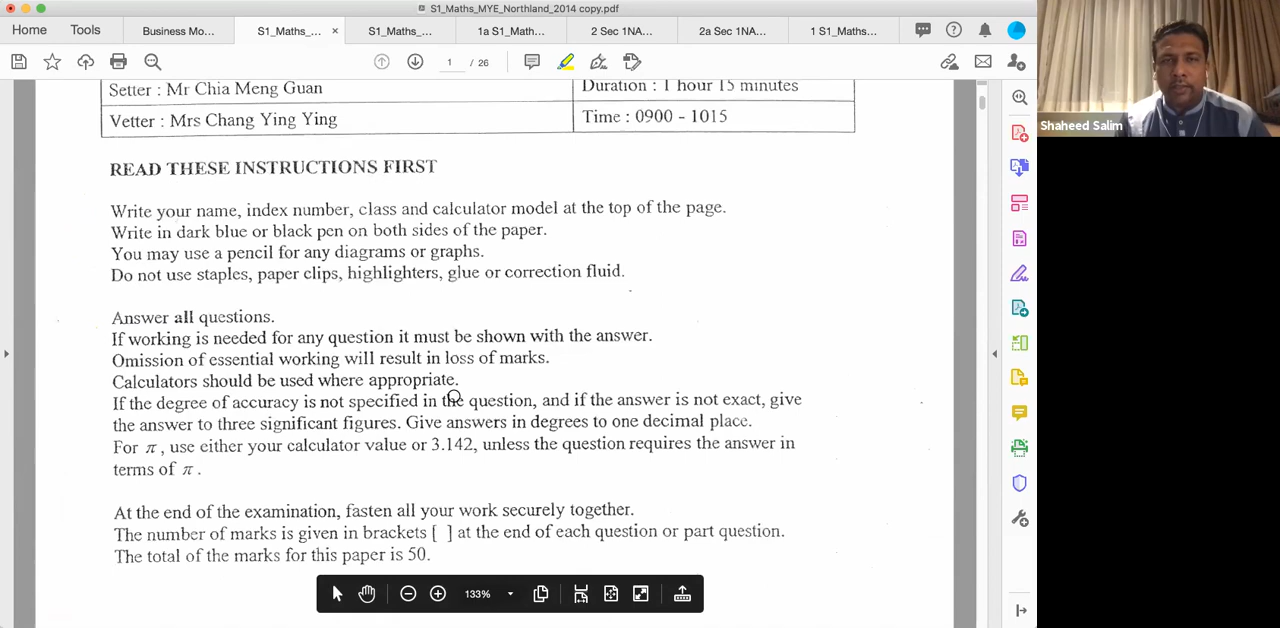 S1_Maths_MYE_Northland_2014 copy.pdf
Home Tools Business Mo... S1_Maths_... × S1_Maths_... 1a S1_Math... 2 Sec 1NA... 2a Sec 1NA... 1 S1_Maths...
1 / 26
Setter : Mr Chia Meng Guan Duration : 1 hour 15 minutes
Vetter : Mrs Chang Ying Ying Time : 0900 - 1015
Shaheed Salim
READ THESE INSTRUCTIONS FIRST
Write your name, index number, class and calculator model at the top of the page.
Write in dark blue or black pen on both sides of the paper.
You may use a pencil for any diagrams or graphs.
Do not use staples, paper clips, highlighters, glue or correction fluid.
Answer all questions.
If working is needed for any question it must be shown with the answer.
Omission of essential working will result in loss of marks.
Calculators should be used where appropriate.
If the degree of accuracy is not specified in the question, and if the answer is not exact, give
the answer to three significant figures. Give answers in degrees to one decimal place.
For π, use either your calculator value or 3.142, unless the question requires the answer in
terms of π.
At the end of the examination, fasten all your work securely together.
The number of marks is given in brackets [ ] at the end of each question or part question.
The total of the marks for this paper is 50.
133%